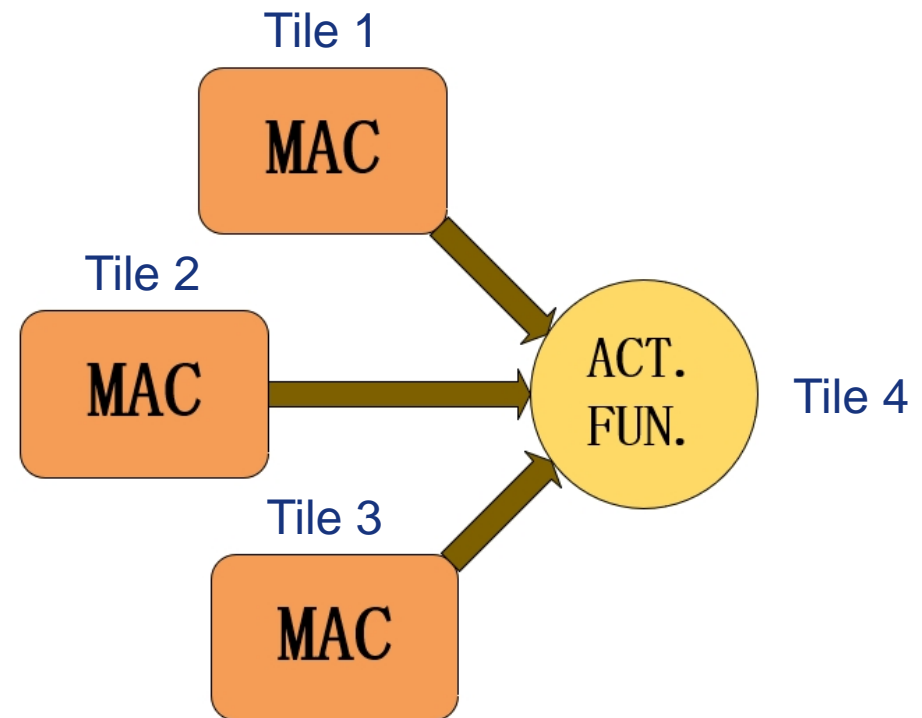 Tile 1
MAC
Tile 2
MAC
ACT.
FUN.
Tile 4
Tile 3
MAC